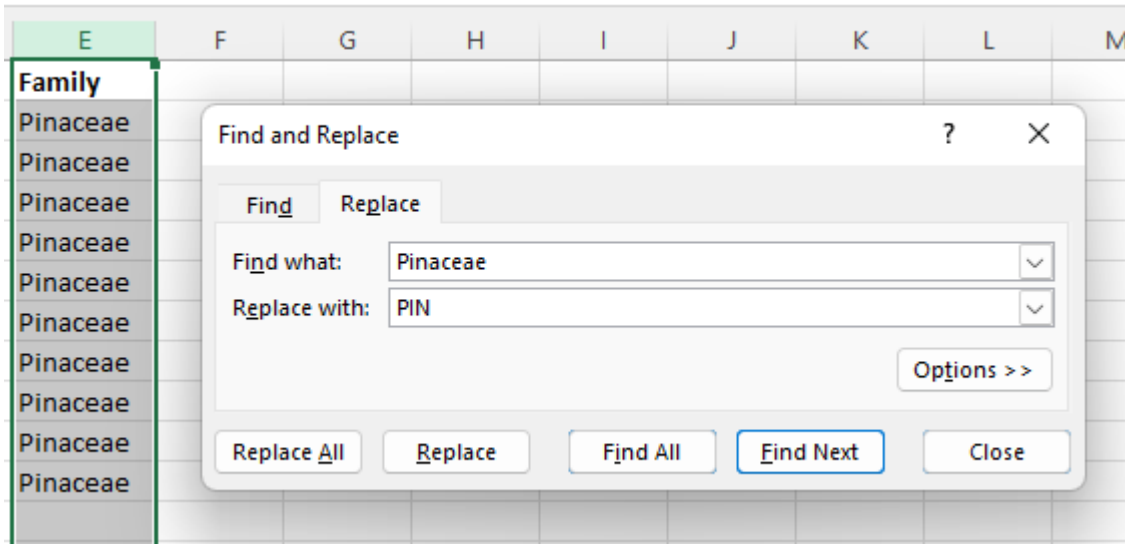 E F G H I J K L M
Family
Pinaceae
Pinaceae
Pinaceae
Pinaceae
Pinaceae
Pinaceae
Pinaceae
Pinaceae
Pinaceae
Pinaceae
Find and Replace ? ×
Find Replace
Find what: Pinaceae
Replace with: PIN
Options >>
Replace All Replace Find All Find Next Close